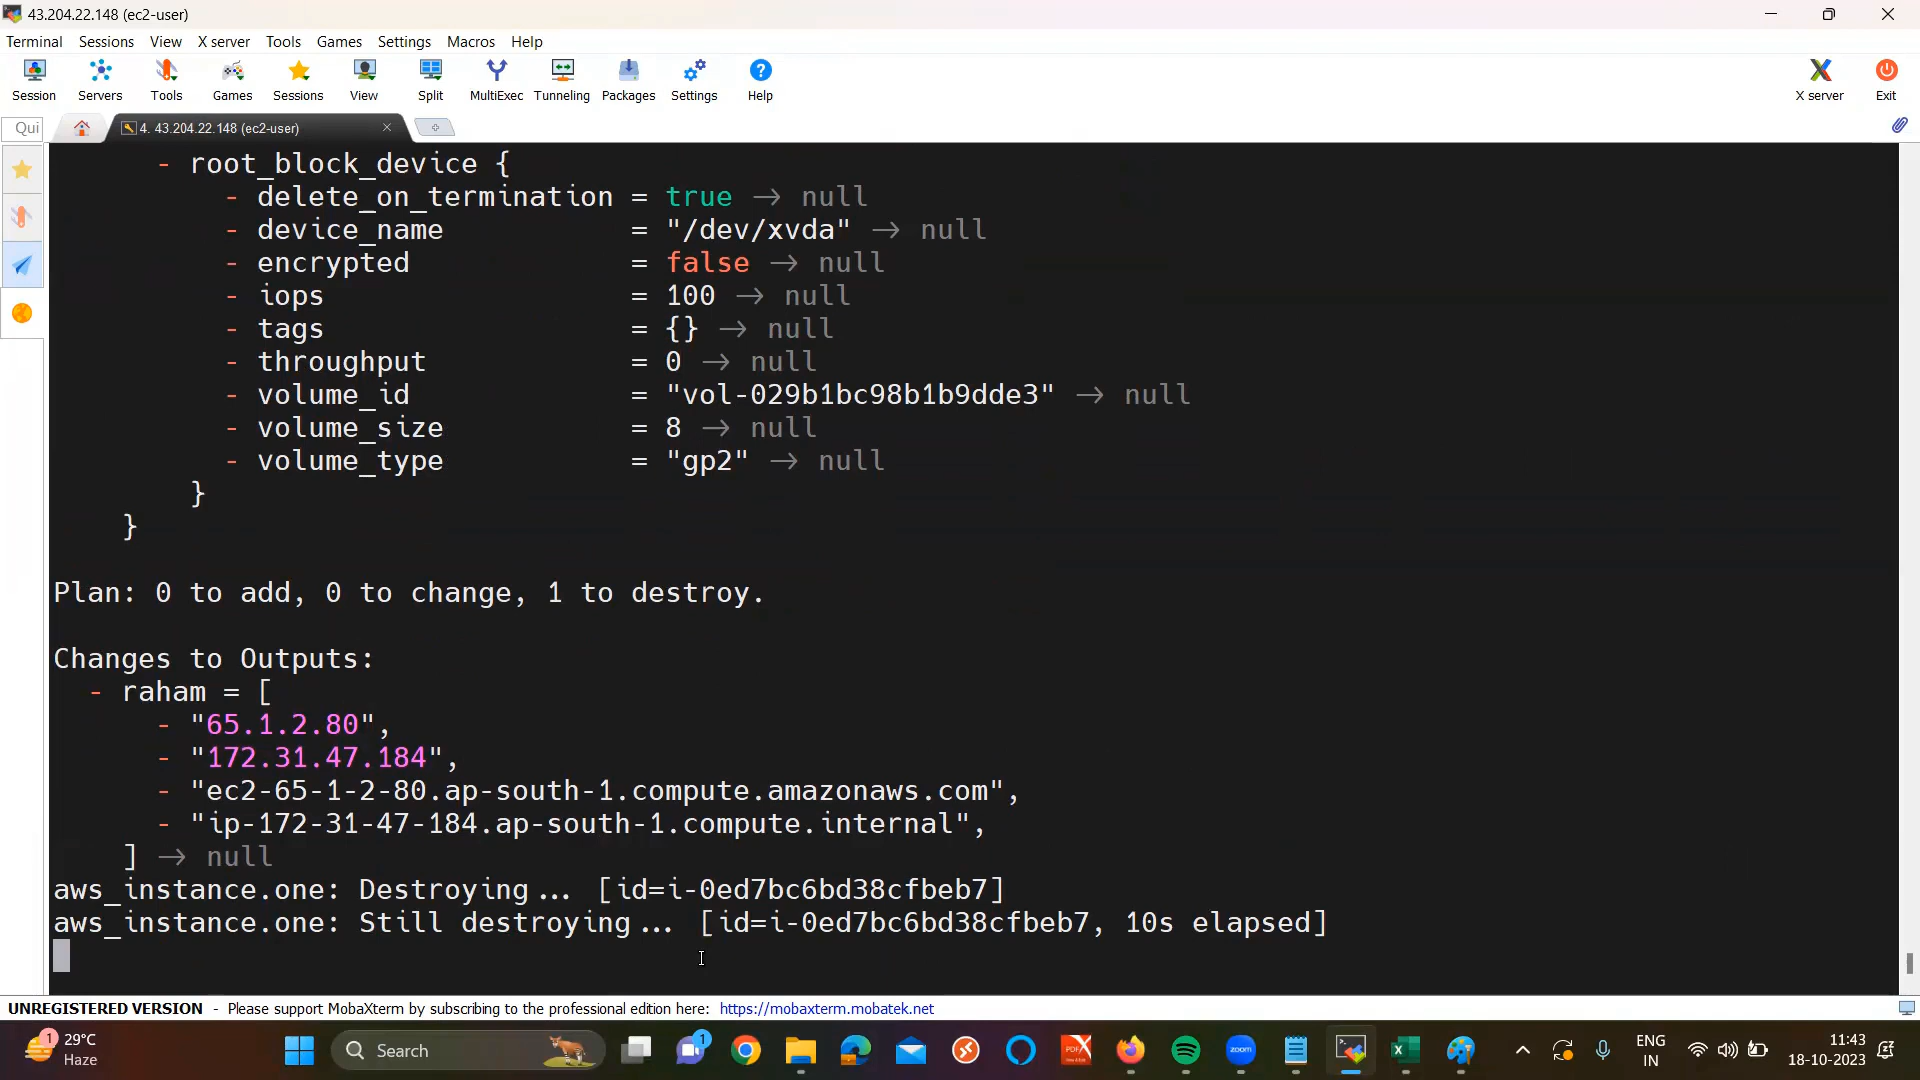 43.204.22.148 (ec2-user)
Terminal Sessions View X server Tools Games Settings Macros Help
Session Servers Tools Games Sessions View Split MultiExec Tunneling Packages Settings Help X server Exit
Qui 4. 43.204.22.148 (ec2-user)
- root_block_device {
- delete_on_termination = true -> null
- device_name = "/dev/xvda" -> null
- encrypted = false -> null
- iops = 100 -> null
- tags = {} -> null
- throughput = 0 -> null
- volume_id = "vol-029b1bc98b1b9dde3" -> null
- volume_size = 8 -> null
- volume_type = "gp2" -> null
}
}
Plan: 0 to add, 0 to change, 1 to destroy.
Changes to Outputs:
- raham = [
- "65.1.2.80",
- "172.31.47.184",
- "ec2-65-1-2-80.ap-south-1.compute.amazonaws.com",
- "ip-172-31-47-184.ap-south-1.compute.internal",
] -> null
aws_instance.one: Destroying... [id=i-0ed7bc6bd38cfbeb7]
aws_instance.one: Still destroying... [id=i-0ed7bc6bd38cfbeb7, 10s elapsed]
UNREGISTERED VERSION - Please support MobaXterm by subscribing to the professional edition here: https://mobaxterm.mobatek.net
1 29°C
Haze
Search
1
PDFX
zoom
ENG
IN
11:43
18-10-2023